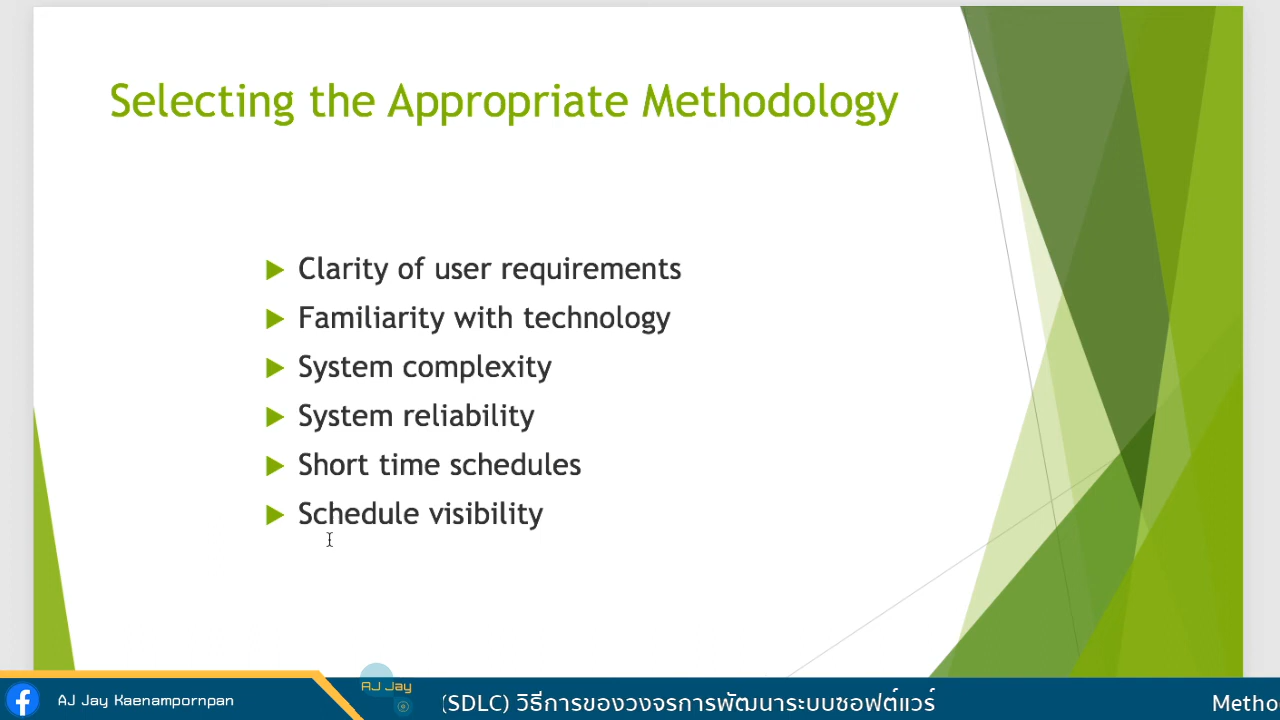 Selecting the Appropriate Methodology
Clarity of user requirements
Familiarity with technology
System complexity
System reliability
Short time schedules
Schedule visibility
AJ Jay Kaenampornpan
AJ Jay
(SDLC) วิธีการของวงจรการพัฒนาระบบซอฟต์แวร์
Metho